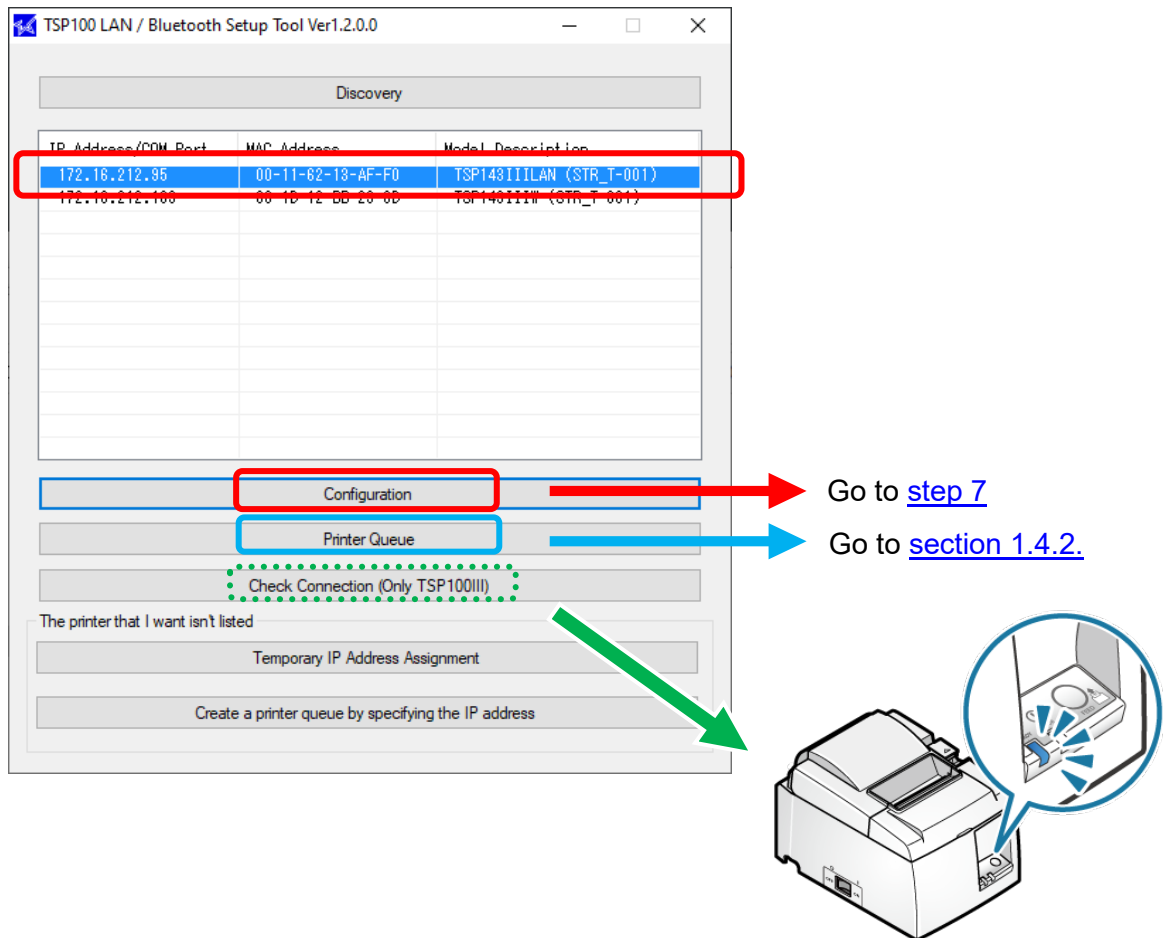 TSP100 LAN / Bluetooth Setup Tool Ver1.2.0.0
Discovery
IP Address/COM Port MAC Address Model Description
172.16.212.95 00-11-62-13-AF-F0 TSP143IIILAN (STR_T-001)
TSP143IIIW (STR_T-001)
Configuration
Go to step 7
Printer Queue
Go to section 1.4.2.
Check Connection (Only TSP100III)
The printer that I want isn't listed
Temporary IP Address Assignment
Create a printer queue by specifying the IP address